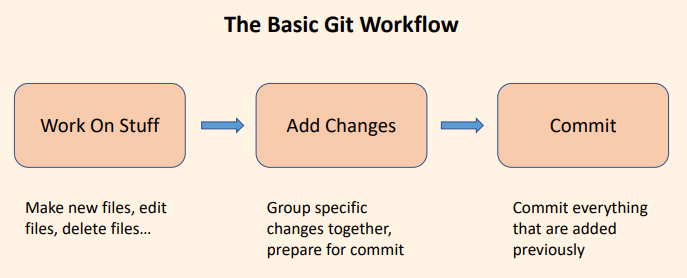 The Basic Git Workflow
Work On Stuff
Add Changes
Commit
Make new files, edit
files, delete files...
Group specific
changes together,
prepare for commit
Commit everything
that are added
previously